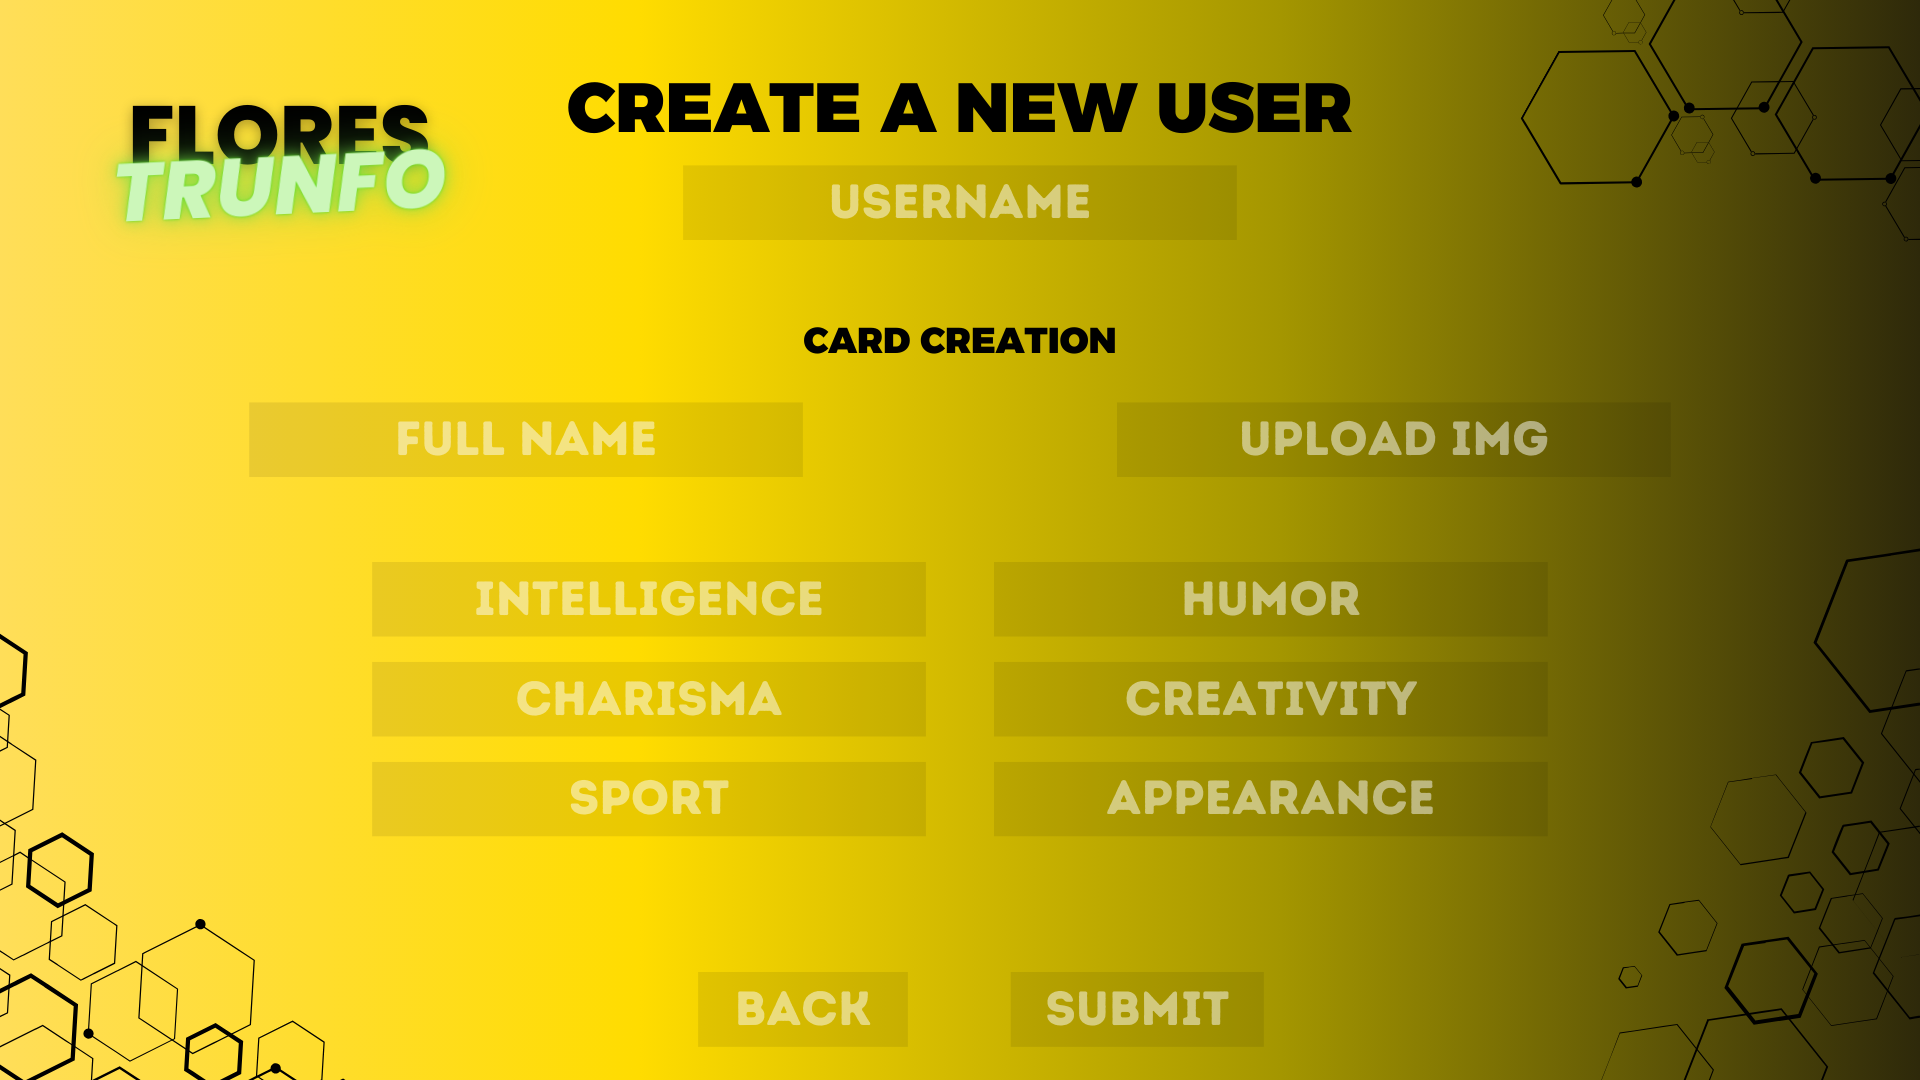 FLORES
TRUNFO
CREATE A NEW USER
USERNAME
CARD CREATION
FULL NAME
UPLOAD IMG
INTELLIGENCE
HUMOR
CHARISMA
CREATIVITY
SPORT
APPEARANCE
BACK
SUBMIT